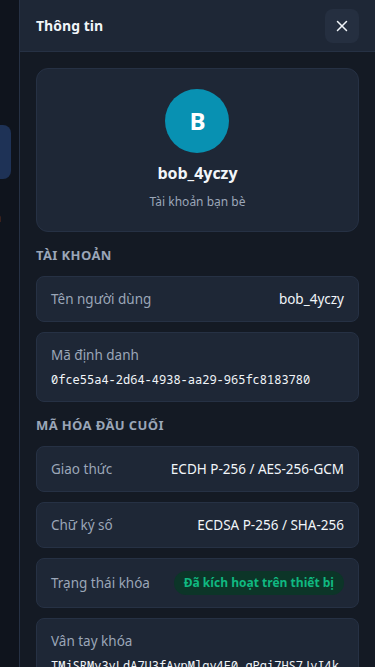 Thông tin
B
bob_4yczy
Tài khoản bạn bè
TÀI KHOẢN
Tên người dùng
bob_4yczy
Mã định danh
0fce55a4-2d64-4938-aa29-965fc8183780
MÃ HÓA ĐẦU CUỐI
Giao thức
ECDH P-256 / AES-256-GCM
Chữ ký số
ECDSA P-256 / SHA-256
Trạng thái khóa
Đã kích hoạt trên thiết bị
Vân tay khóa